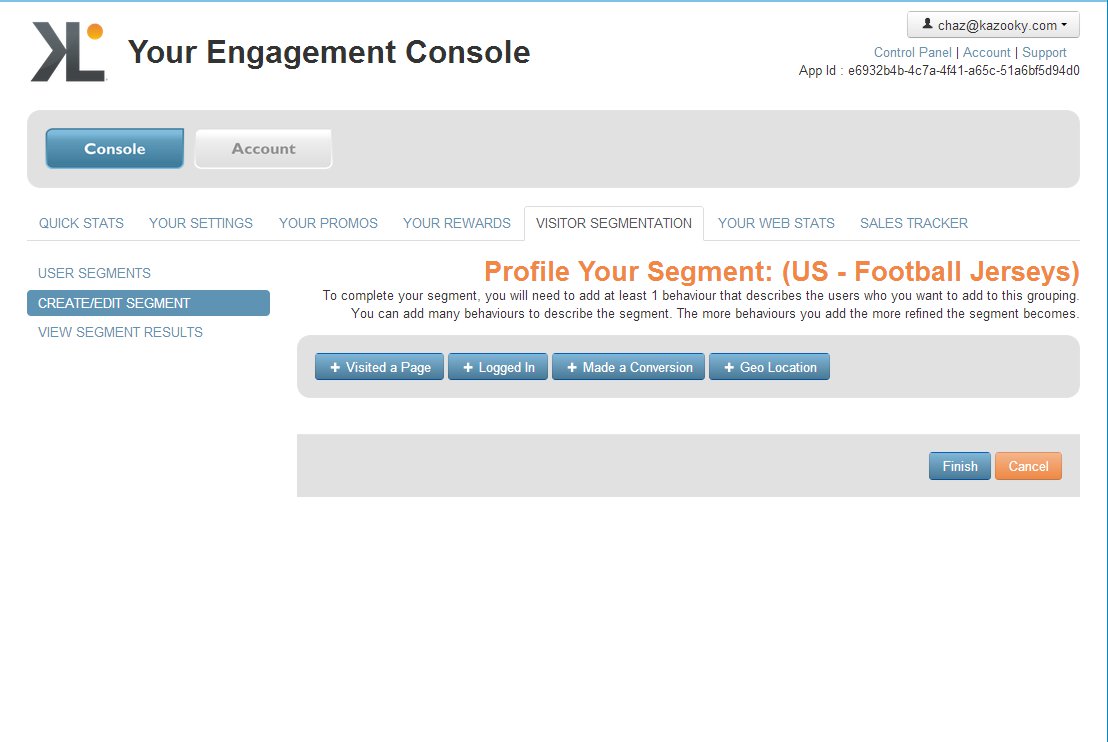 KL
Your Engagement Console
chaz@kazooky.com
Control Panel | Account | Support
App Id : e6932b4b-4c7a-4f41-a65c-51a6bf5d94d0
Console Account
QUICK STATS YOUR SETTINGS YOUR PROMOS YOUR REWARDS VISITOR SEGMENTATION YOUR WEB STATS SALES TRACKER
USER SEGMENTS
CREATE/EDIT SEGMENT
VIEW SEGMENT RESULTS
Profile Your Segment: (US - Football Jerseys)
To complete your segment, you will need to add at least 1 behaviour that describes the users who you want to add to this grouping.
You can add many behaviours to describe the segment. The more behaviours you add the more refined the segment becomes.
+ Visited a Page + Logged In + Made a Conversion + Geo Location
Finish Cancel